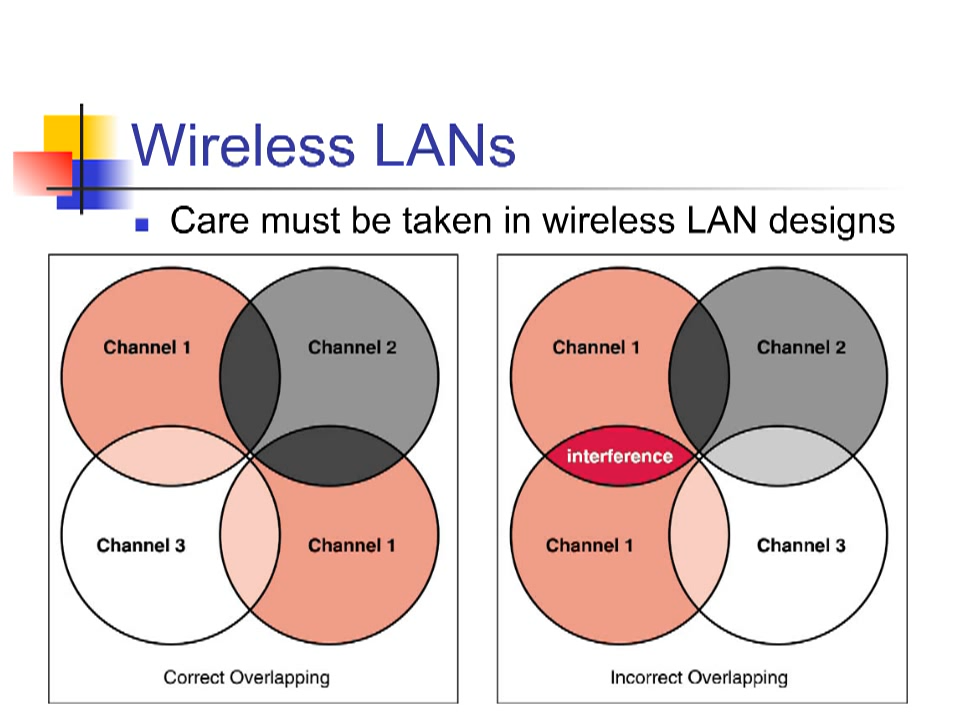 Wireless LANs
Care must be taken in wireless LAN designs
Channel 1
Channel 2
Channel 3
Channel 1
Correct Overlapping
Channel 1
Channel 2
interference
Channel 1
Channel 3
Incorrect Overlapping